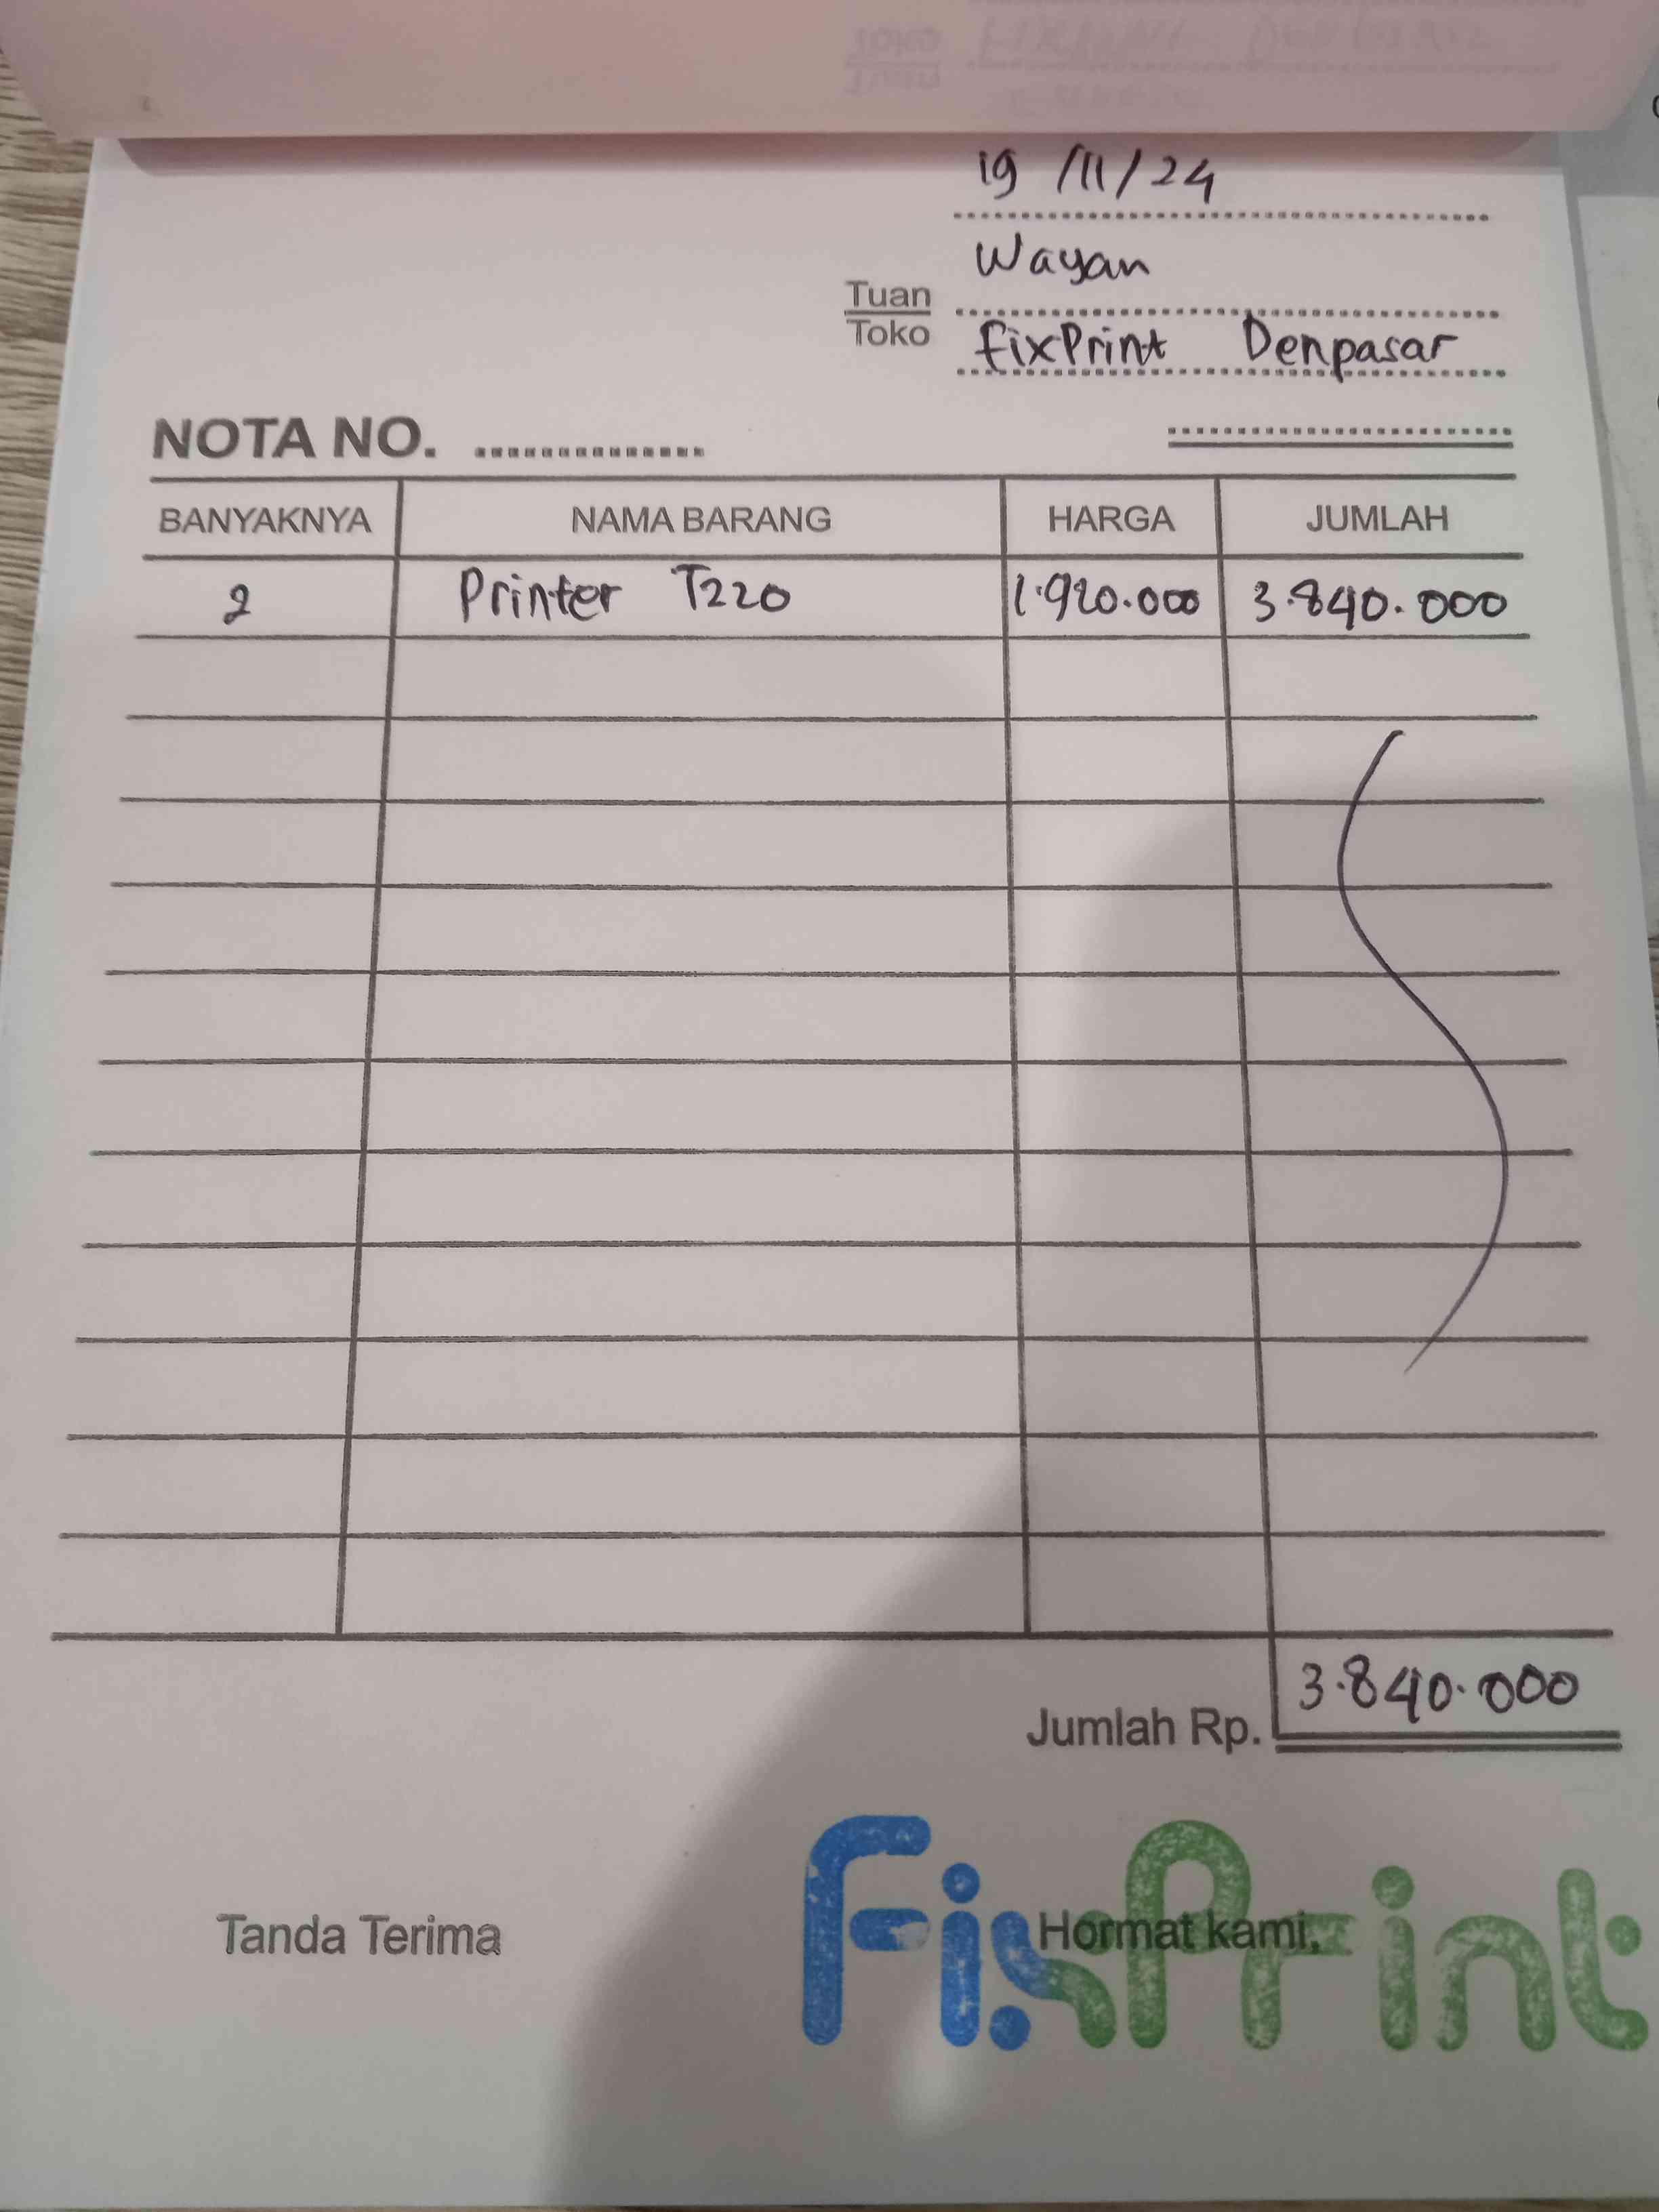 19/11/24
Wayan
Tuan
Toko
FixPrint Denpasar
NOTA NO. ..............
BANYAKNYA NAMA BARANG HARGA JUMLAH
2 Printer T220 1.920.000 3.840.000
Jumlah Rp. 3.840.000
Tanda Terima Hormat kami,
FixPrint